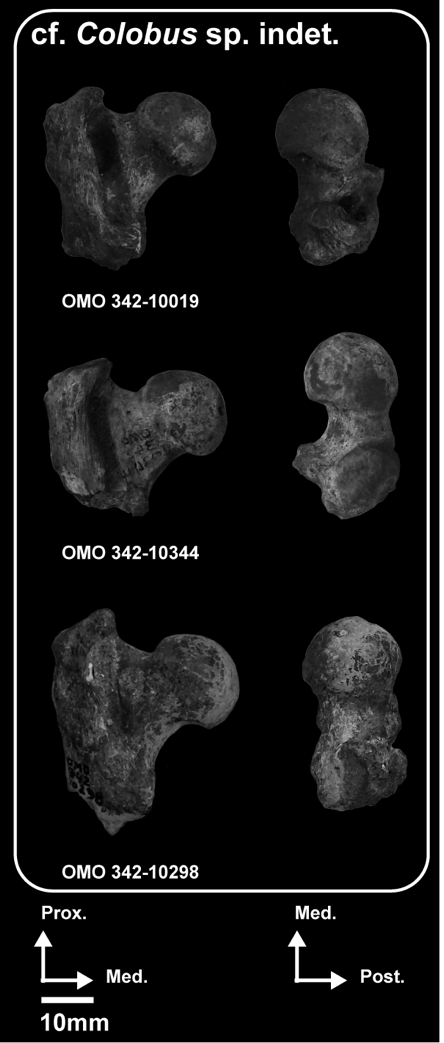 cf. Colobus sp. indet.
OMO 342-10019
OMO 342-10344
OMO 342-10298
Prox.
Med.
Med.
Post.
10mm